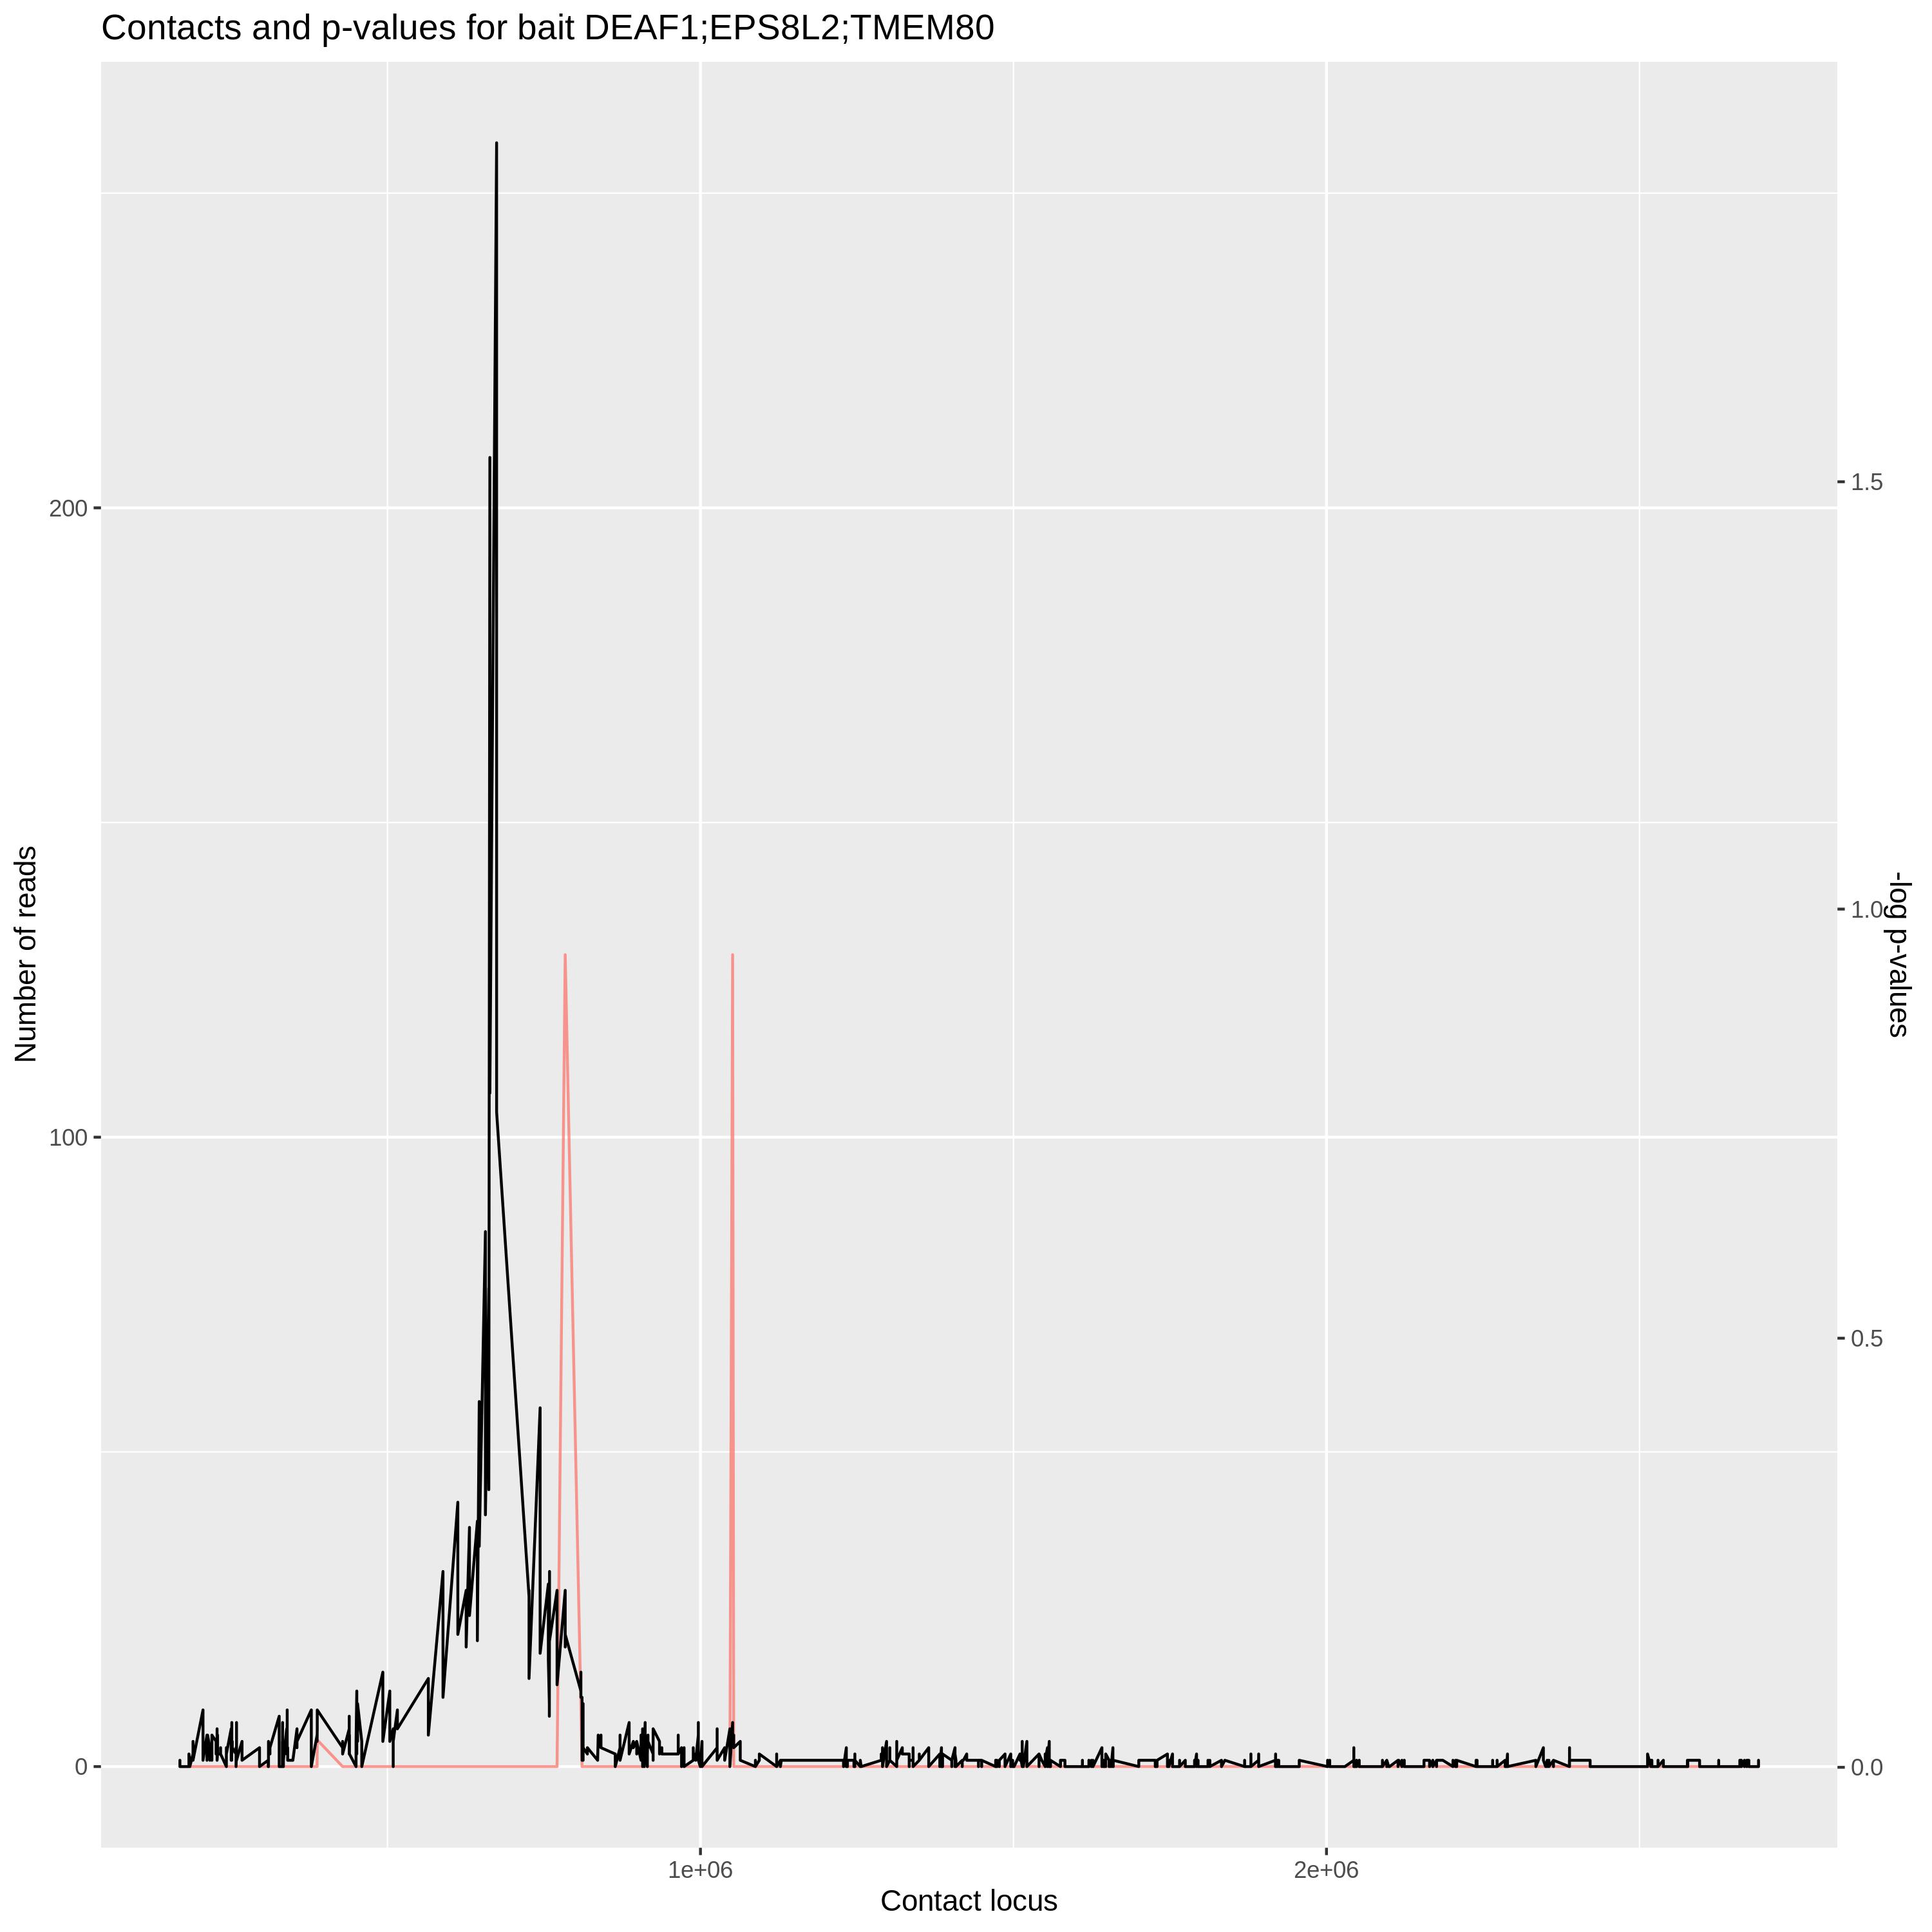 Contacts and p-values for bait DEAF1;EPS8L2;TMEM80
Number of reads
200
100
0
1.5
1.0
0.5
0.0
-log p-values
1e+06
2e+06
Contact locus